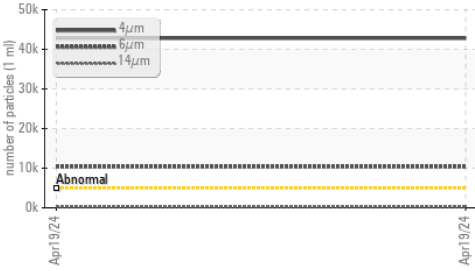 50k
4µm
40k
6µm
14µm
30k
20k
10k
Abnormal
0k
number of particles (1 ml)
Apr19/24
Apr19/24